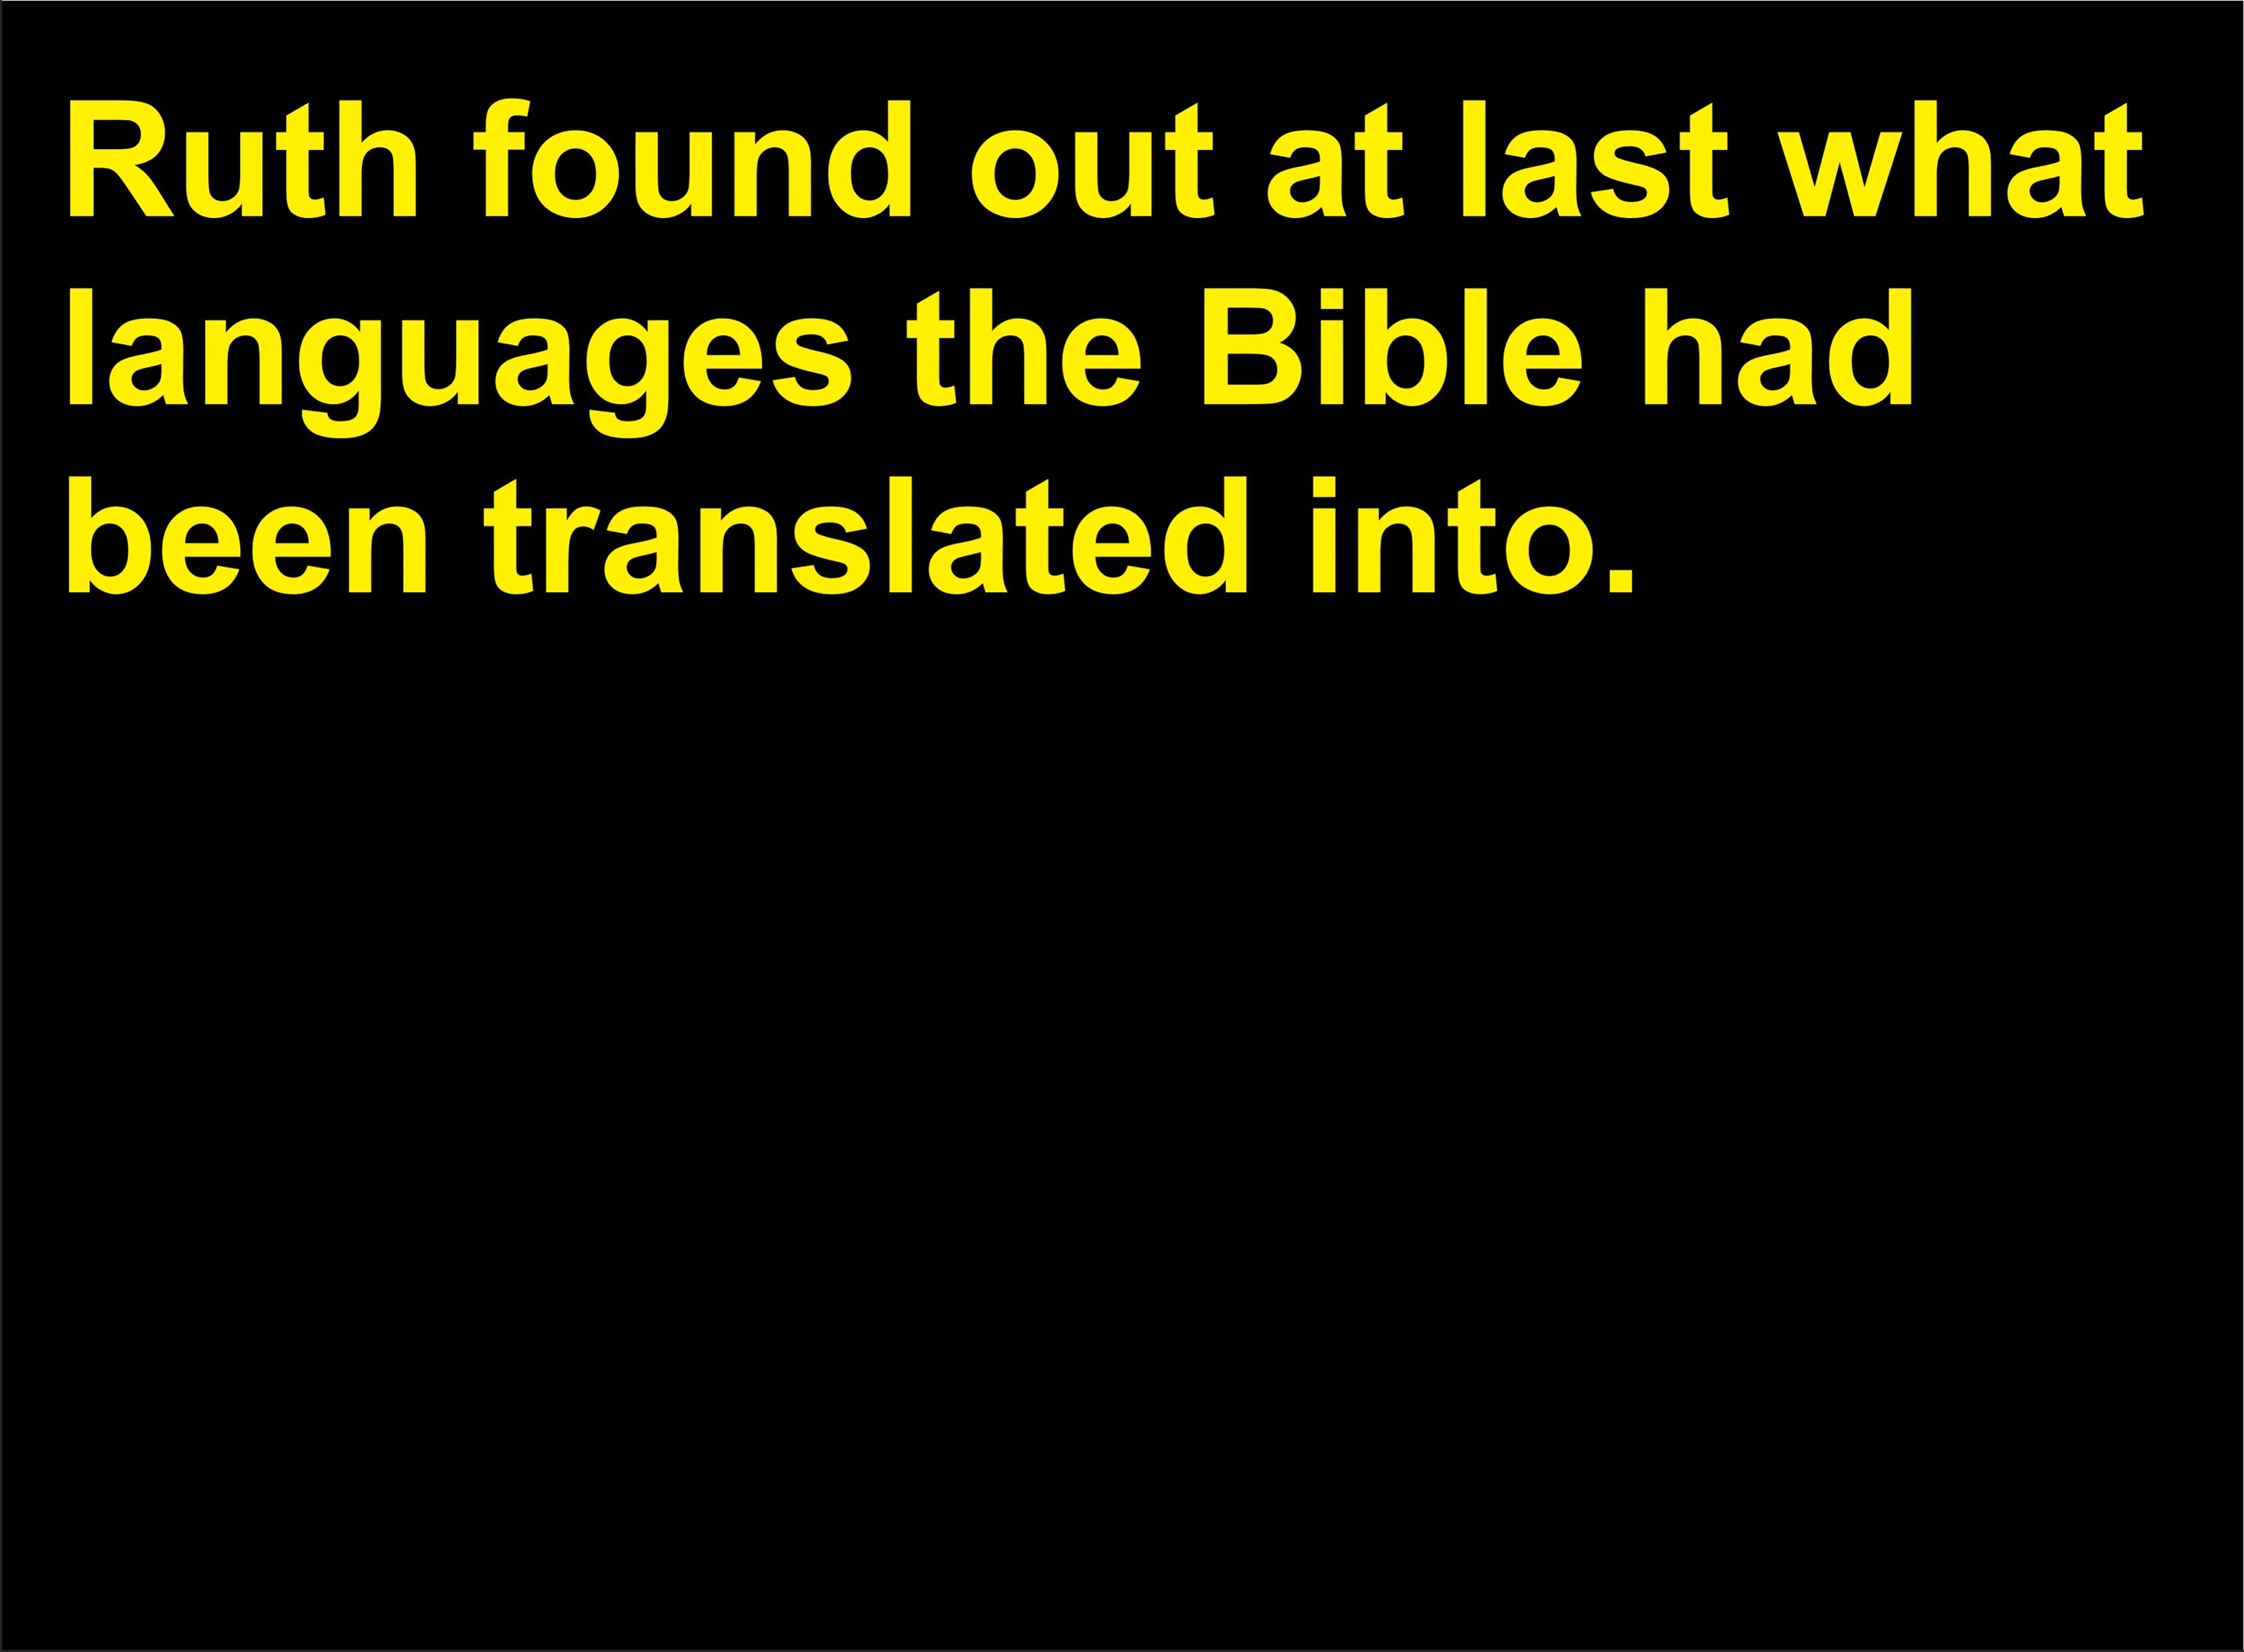 Ruth found out at last what
languages the Bible had
been translated into.